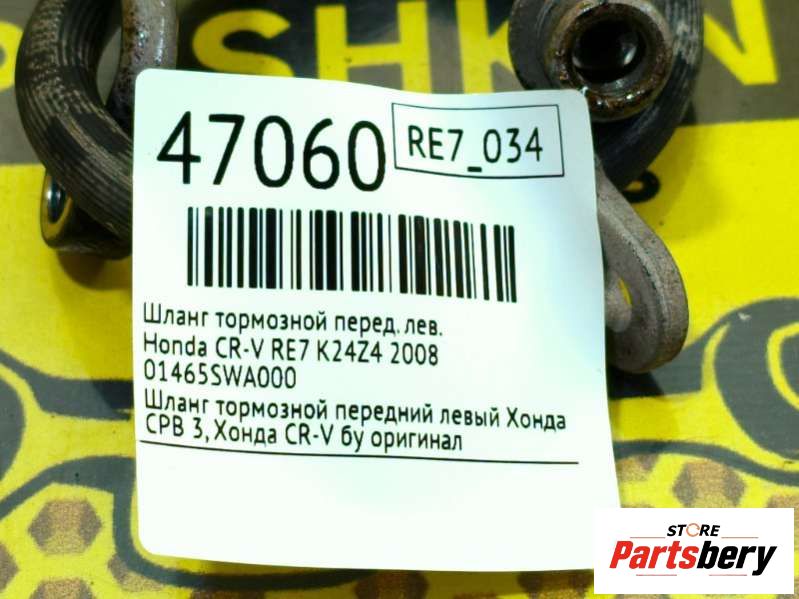 SHKIN
47060
RE7_034
Шланг тормозной перед. лев.
Honda CR-V RE7 K24Z4 2008
01465SWA000
Шланг тормозной передний левый Хонда
СРВ 3, Хонда CR-V бу оригинал
STORE
Partsbery